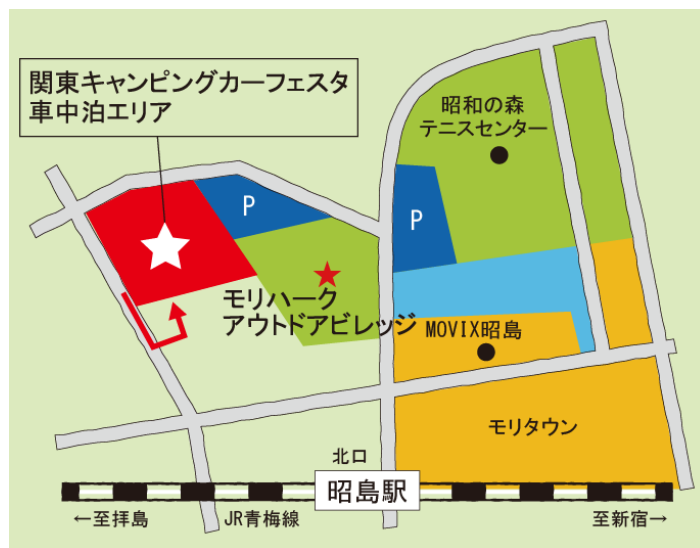 関東キャンピングカーフェスタ
車中泊エリア
昭和の森
テニスセンター
P
P
モリハーク
アウトドアビレッジ
MOVIX昭島
モリタウン
北口
昭島駅
←至拝島
JR青梅線
至新宿→